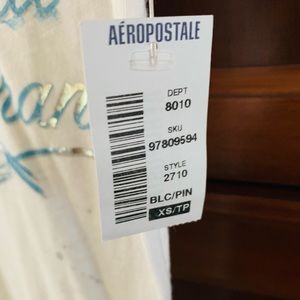 AÉROPOSTALE
DEPT
8010
SKU
97809594
STYLE
2710
BLC/PIN
XS/TP